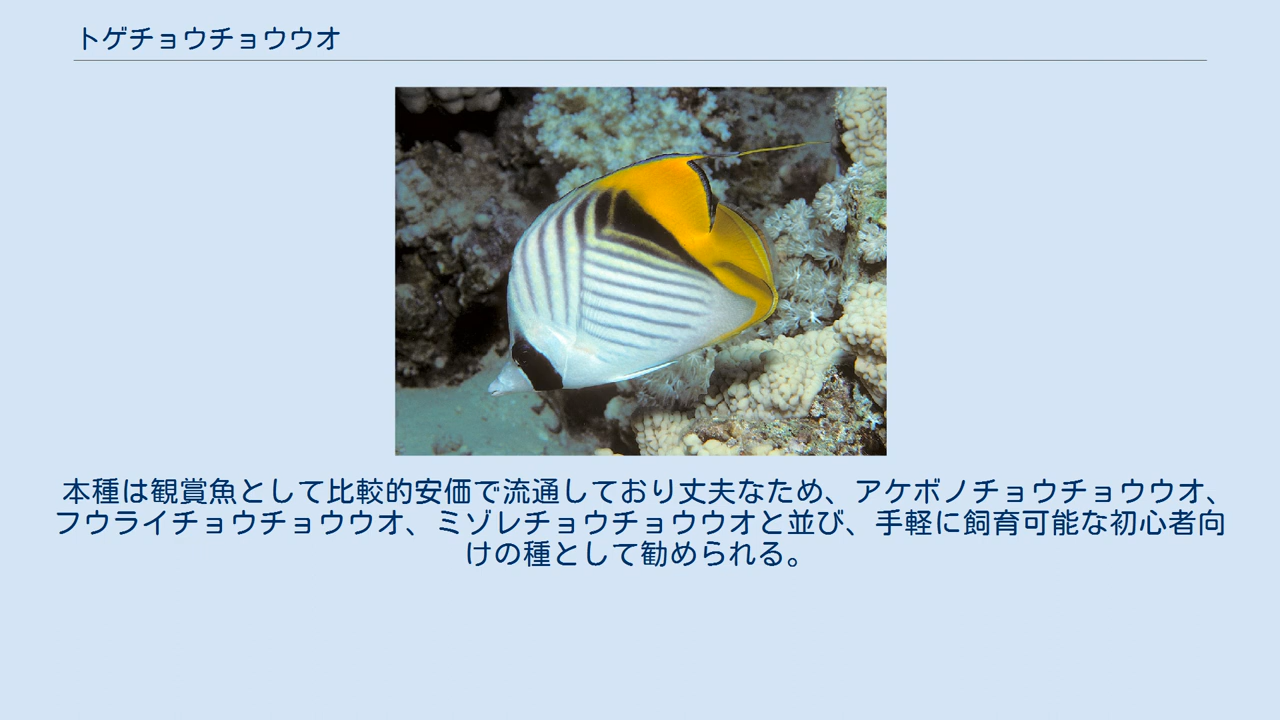 トゲチョウチョウウオ
本種は観賞魚として比較的安価で流通しており丈夫なため、アケボノチョウチョウウオ、
フウライチョウチョウウオ、ミゾレチョウチョウウオと並び、手軽に飼育可能な初心者向
けの種として勧められる。